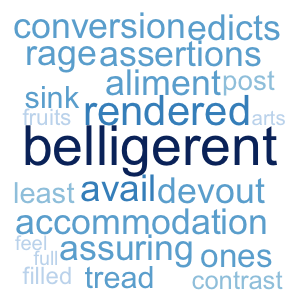 conversion edicts
rage assertions
aliment post
sink rendered
fruits arts
belligerent
least avail devout
accommodation
feel assuring ones
full
filled tread contrast